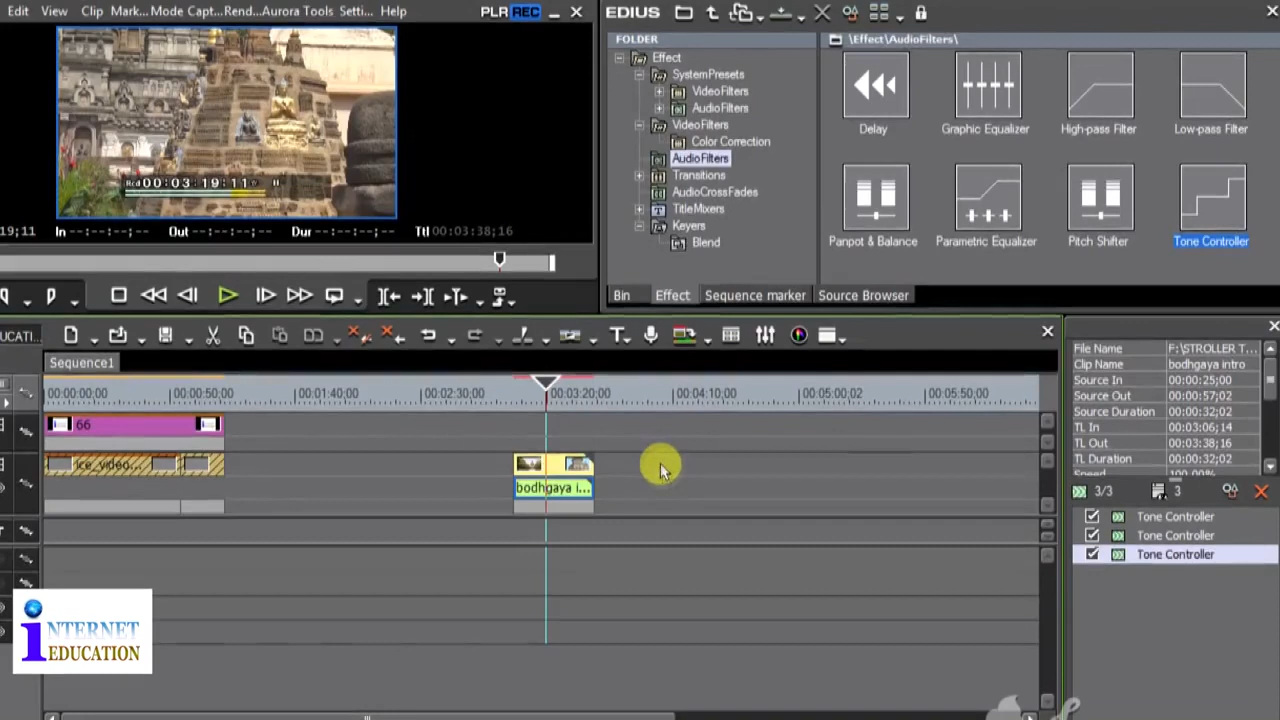 Edit View Clip Mark... Mode Capt...Rend...Aurora Tools Setti... Help PLR REC
EDIUS
FOLDER
\Effect\AudioFilters\
Effect
SystemPresets
VideoFilters
AudioFilters
VideoFilters
Color Correction
AudioFilters
Transitions
AudioCrossFades
TitleMixers
Keyers
Blend
Delay
Graphic Equalizer
High-pass Filter
Low-pass Filter
Panpot & Balance
Parametric Equalizer
Pitch Shifter
Tone Controller
Rcd 00:03:19;11
19;11 In --:--:--;-- Out --:--:--;-- Dur --:--:--;-- Ttl 00:03:38;16
Bin Effect Sequence marker Source Browser
UCATI...
Sequence1
00:00:00;00 00:00:50;00 00:01:40;00 00:02:30;00 00:03:20;00 00:04:10;00 00:05:00;02 00:05:50;00
66
ice_video...
bodhgaya i...
File Name F:\STROLLER T...
Clip Name bodhgaya intro
Source In 00:00:25;00
Source Out 00:00:57;02
Source Duration 00:00:32;02
TL In 00:03:06;14
TL Out 00:03:38;16
TL Duration 00:00:32;02
Speed 100.00%
3/3 3
Tone Controller
Tone Controller
Tone Controller
iNTERNET
EDUCATION